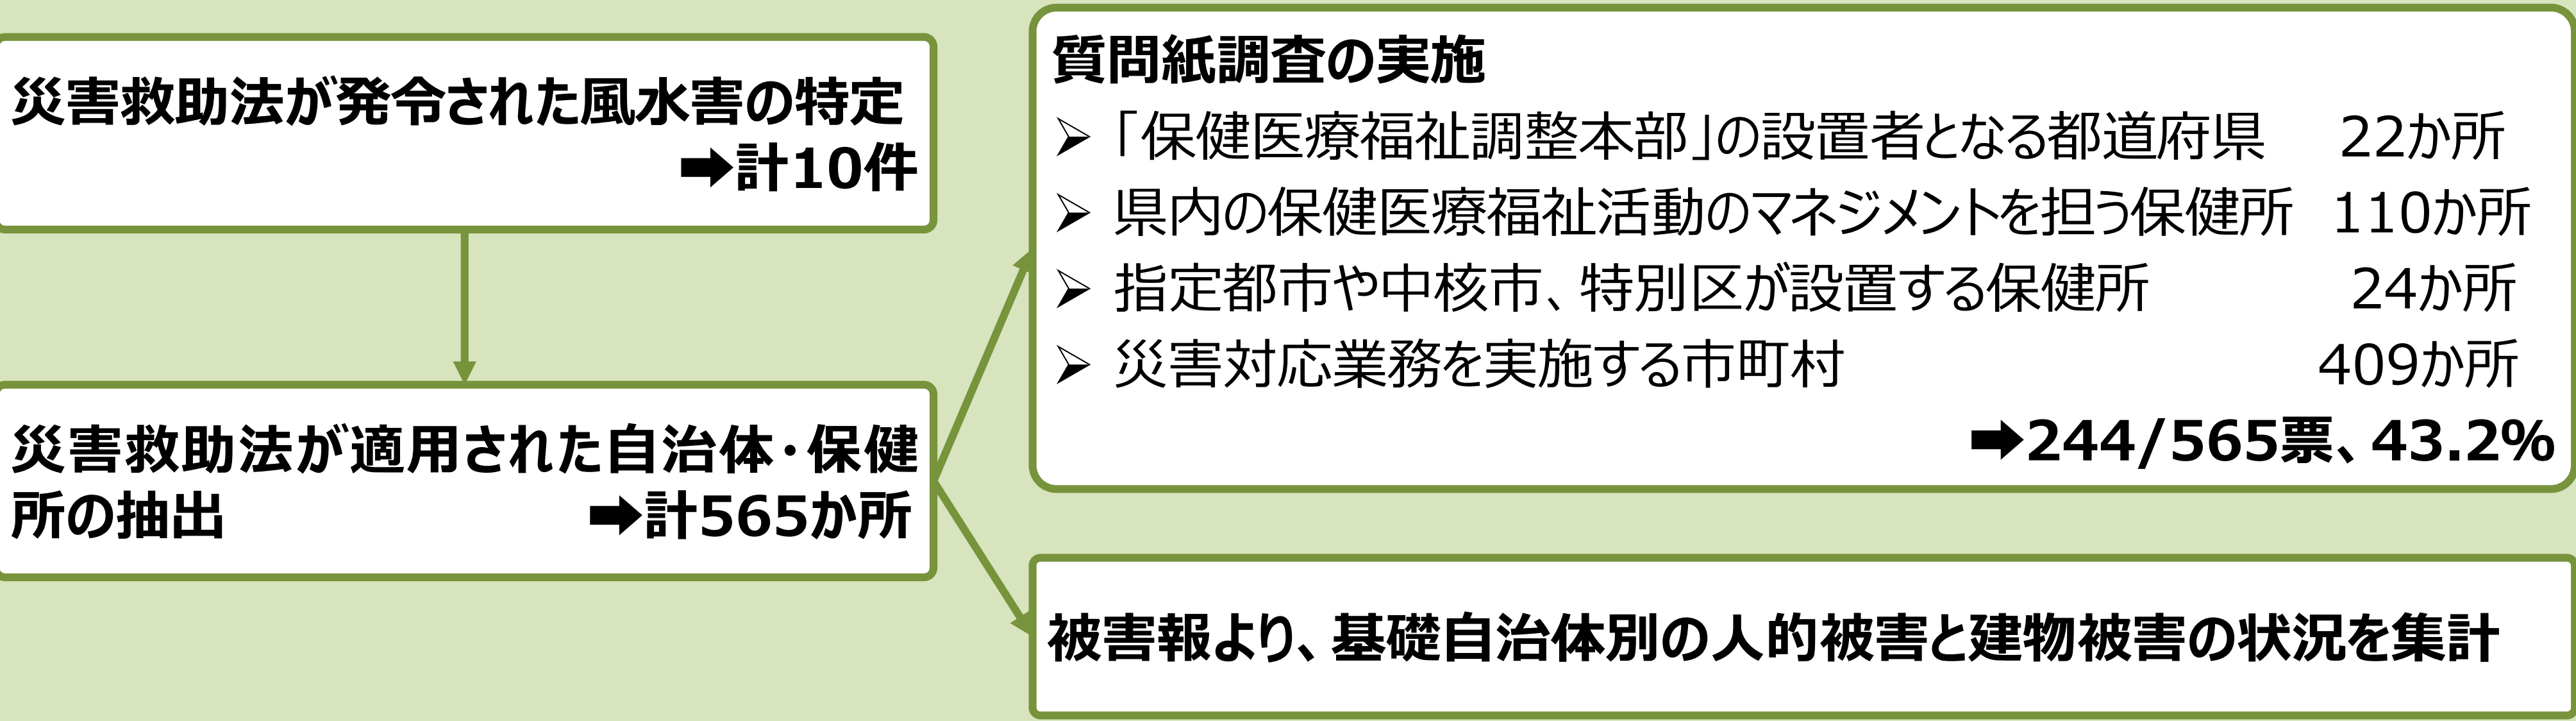 災害救助法が発令された風水害の特定
➡計10件
災害救助法が適用された自治体・保健
所の抽出 ➡計565か所
質問紙調査の実施
➢ 「保健医療福祉調整本部」の設置者となる都道府県 22か所
➢ 県内の保健医療福祉活動のマネジメントを担う保健所 110か所
➢ 指定都市や中核市、特別区が設置する保健所 24か所
➢ 災害対応業務を実施する市町村 409か所
➡244/565票、43.2%
被害報より、基礎自治体別の人的被害と建物被害の状況を集計